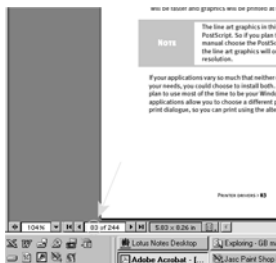 will be faster and graphics will be printed at
The line art graphics in thi
NOTE
PostScript. So if you plan t
manual choose the PostSc
the line art graphics will o
resolution.
If your applications vary so much that neither
your needs, you could choose to install both.
plan to use most of the time to be your Windo
applications allow you to choose a different p
print dialogue, so you can print using the alte
PRINTER DRIVERS • 83
104%
83 of 244
5.83 x 8.26 in
Lotus Notes Desktop
Exploring - GB m
Adobe Acrobat - [...
Jasc Paint Shop